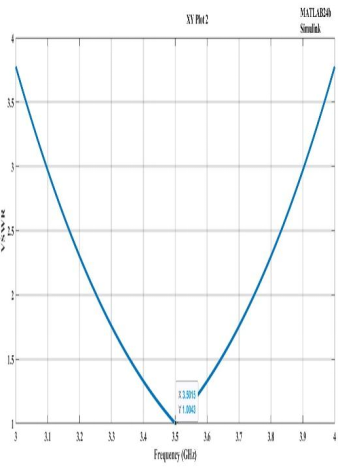 XY Plot 2
MATLAB24b
Simulink
4
3.5
3
2.5
2
1.5
1
VSWR
X 3.5015
Y 1.0043
3 3.1 3.2 3.3 3.4 3.5 3.6 3.7 3.8 3.9 4
Frequency (GHz)